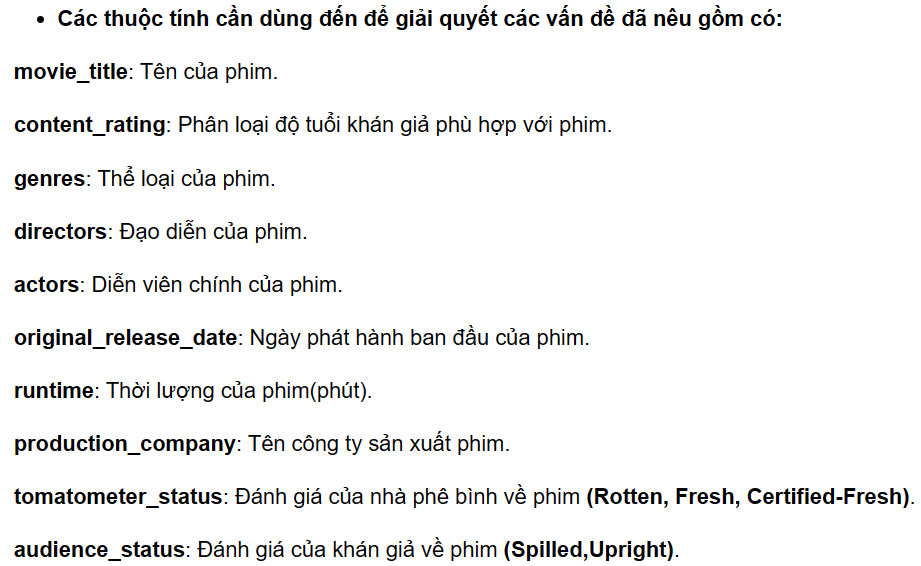 • Các thuộc tính cần dùng đến để giải quyết các vấn đề đã nêu gồm có:
movie_title: Tên của phim.
content_rating: Phân loại độ tuổi khán giả phù hợp với phim.
genres: Thể loại của phim.
directors: Đạo diễn của phim.
actors: Diễn viên chính của phim.
original_release_date: Ngày phát hành ban đầu của phim.
runtime: Thời lượng của phim(phút).
production_company: Tên công ty sản xuất phim.
tomatometer_status: Đánh giá của nhà phê bình về phim (Rotten, Fresh, Certified-Fresh).
audience_status: Đánh giá của khán giả về phim (Spilled,Upright).